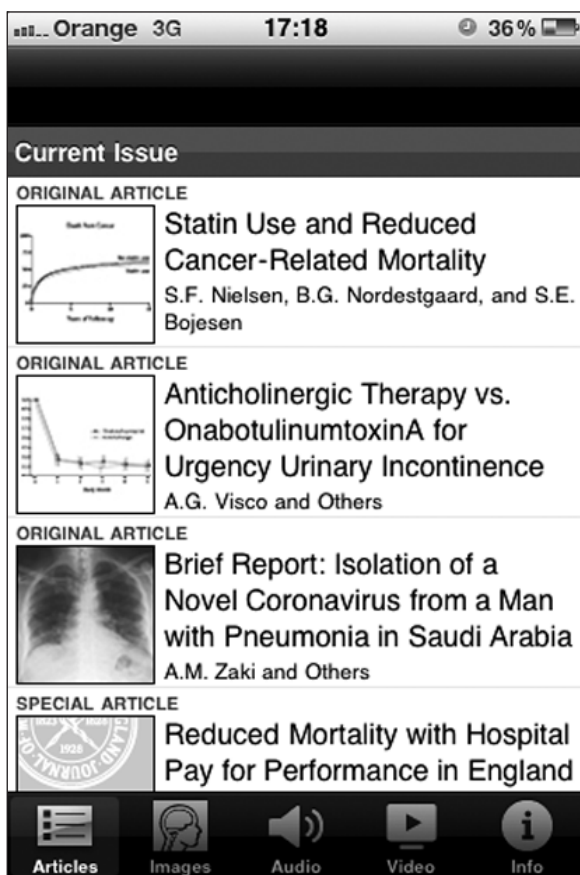 Orange 3G 17:18 36%
Current Issue
ORIGINAL ARTICLE
Statin Use and Reduced
Cancer-Related Mortality
S.F. Nielsen, B.G. Nordestgaard, and S.E.
Bojesen
ORIGINAL ARTICLE
Anticholinergic Therapy vs.
OnabotulinumtoxinA for
Urgency Urinary Incontinence
A.G. Visco and Others
ORIGINAL ARTICLE
Brief Report: Isolation of a
Novel Coronavirus from a Man
with Pneumonia in Saudi Arabia
A.M. Zaki and Others
SPECIAL ARTICLE
1928
Reduced Mortality with Hospital
Pay for Performance in England
Articles Images Audio Video Info